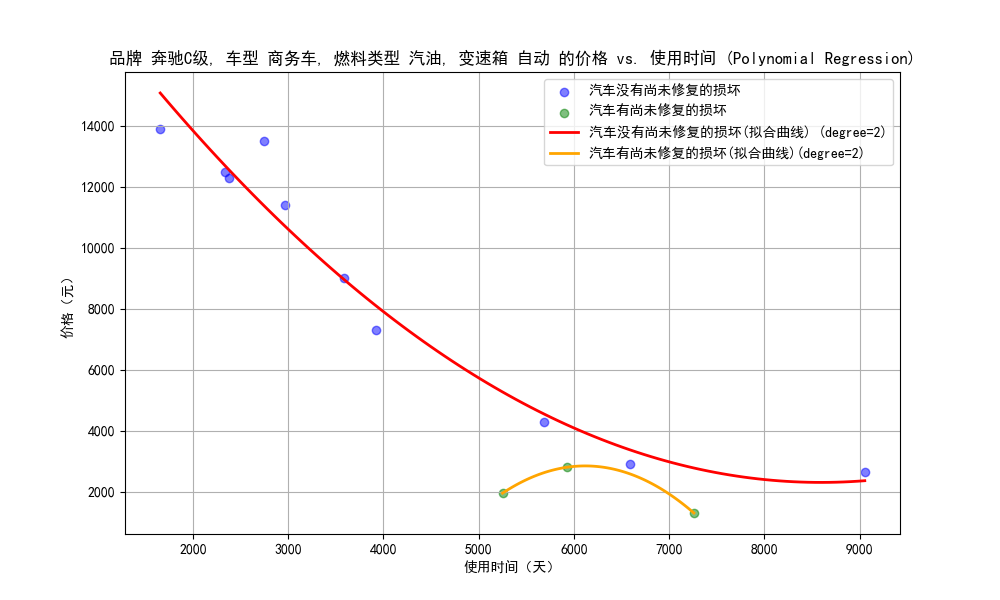 品牌 奔驰C级, 车型 商务车, 燃料类型 汽油, 变速箱 自动 的价格 vs. 使用时间 (Polynomial Regression)
汽车没有尚未修复的损坏
汽车有尚未修复的损坏
汽车没有尚未修复的损坏(拟合曲线) (degree=2)
汽车有尚未修复的损坏(拟合曲线)(degree=2)
价格（元）
14000
12000
10000
8000
6000
4000
2000
2000 3000 4000 5000 6000 7000 8000 9000
使用时间（天）